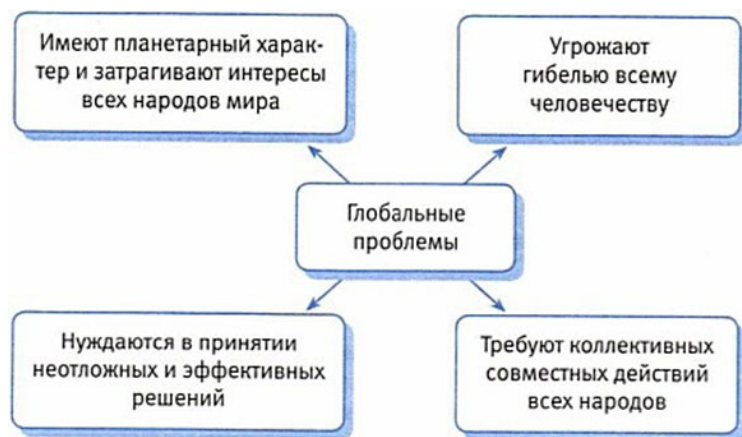 Имеют планетарный харак-
тер и затрагивают интересы
всех народов мира
Угрожают
гибелью всему
человечеству
Глобальные
проблемы
Нуждаются в принятии
неотложных и эффективных
решений
Требуют коллективных
совместных действий
всех народов